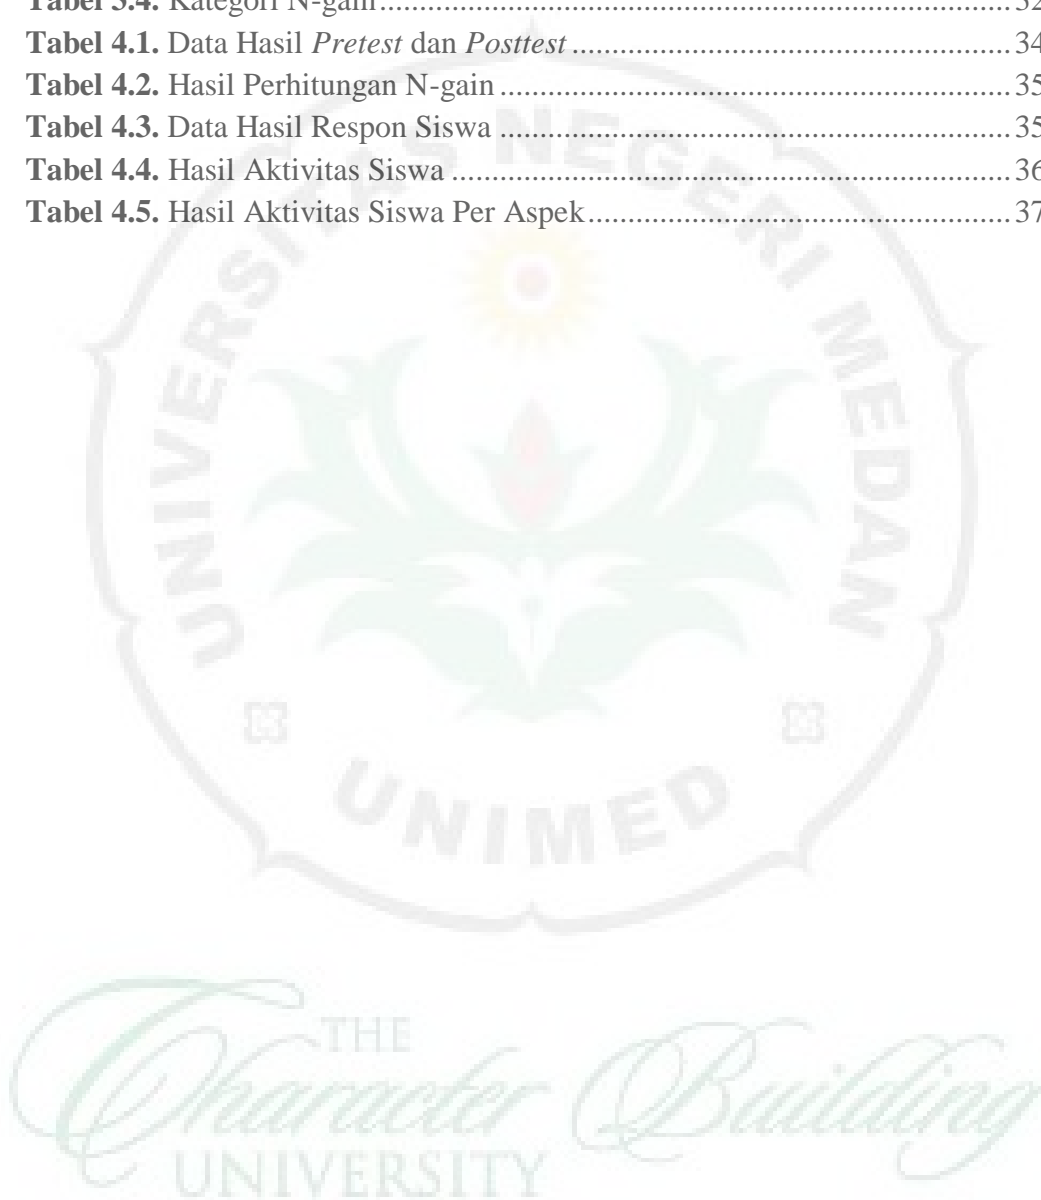 Tabel 3.4. Kategori N-gain........................................................................32
Tabel 4.1. Data Hasil Pretest dan Posttest ................................................34
Tabel 4.2. Hasil Perhitungan N-gain .........................................................35
Tabel 4.3. Data Hasil Respon Siswa .........................................................35
Tabel 4.4. Hasil Aktivitas Siswa ...............................................................36
Tabel 4.5. Hasil Aktivitas Siswa Per Aspek...............................................37
UNIVERSITAS NEGERI MEDAN
UNIMED
THE
Character Building
UNIVERSITY